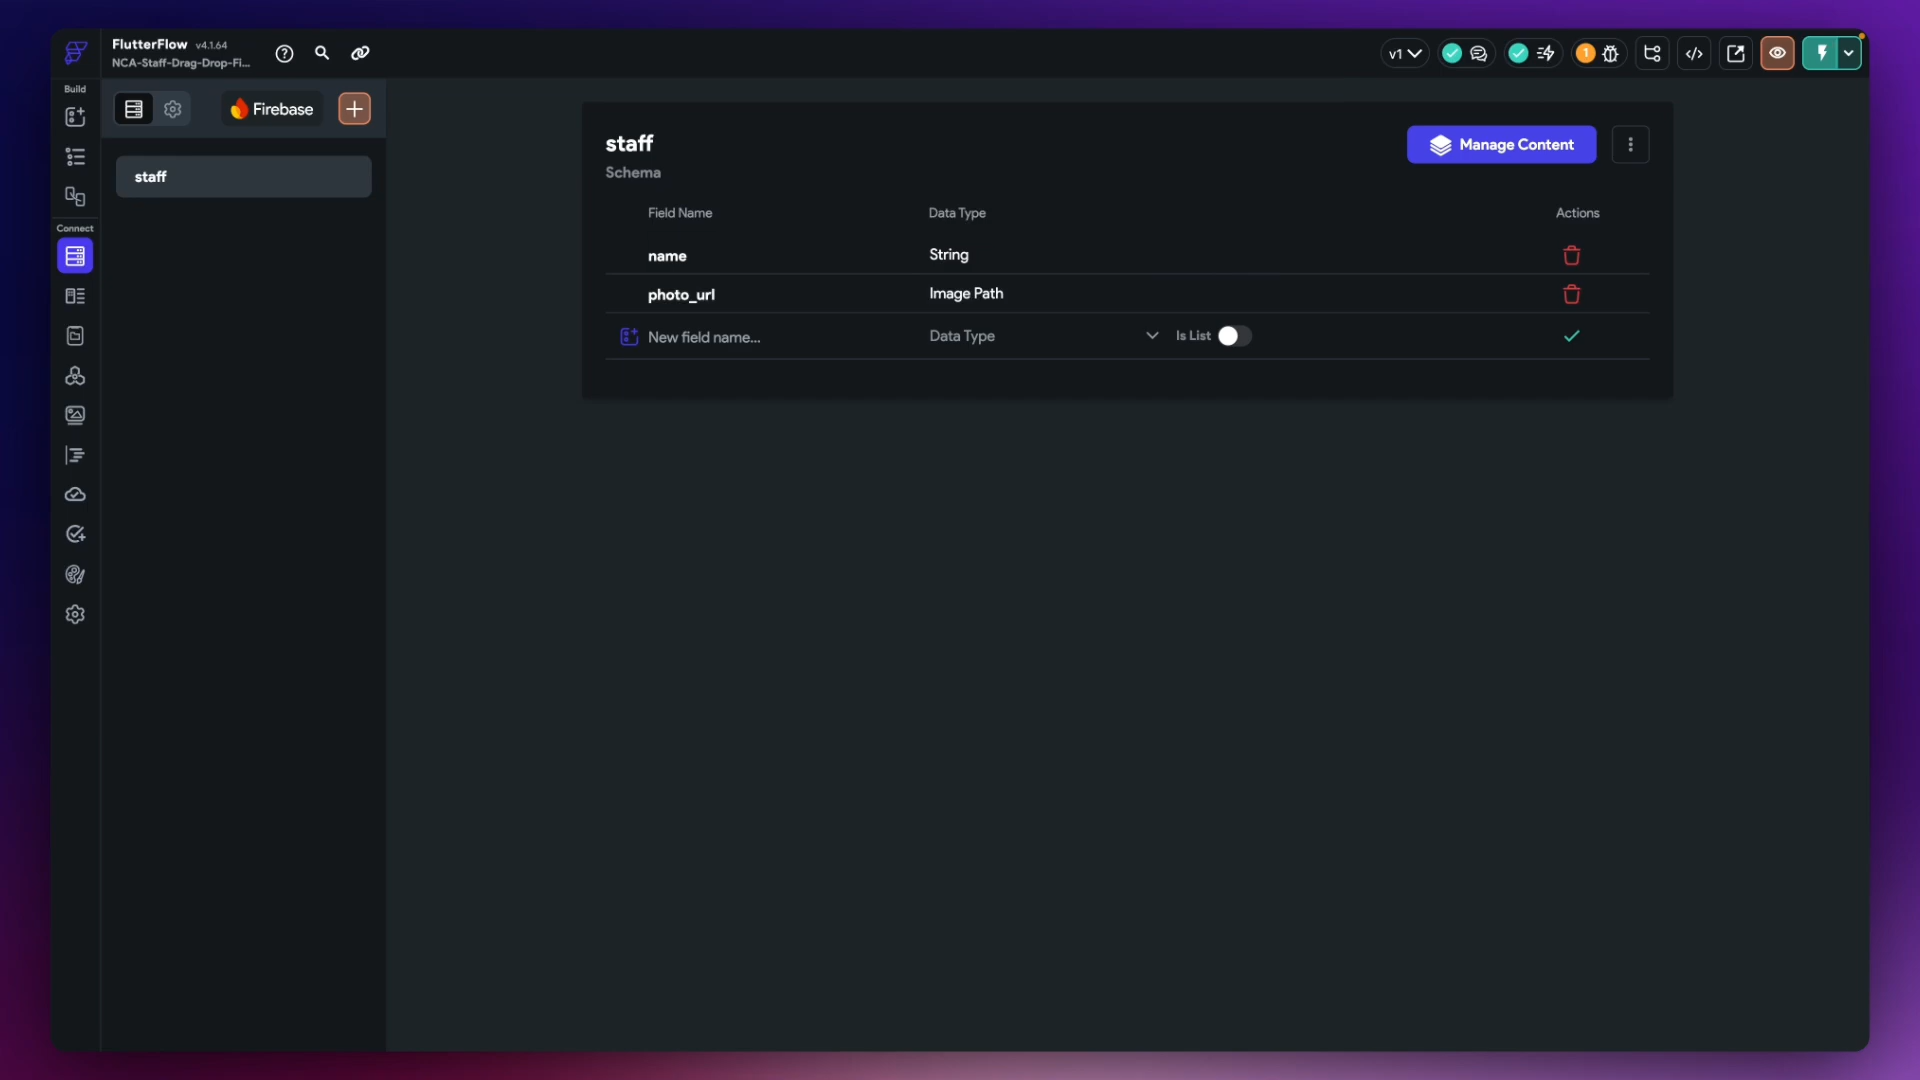 FlutterFlow v4.1.64
NCA-Staff-Drag-Drop-Fi...
v1
1
Build
Firebase
staff
Connect
staff
Manage Content
Schema
Field Name Data Type Actions
name String
photo_url Image Path
New field name... Data Type Is List